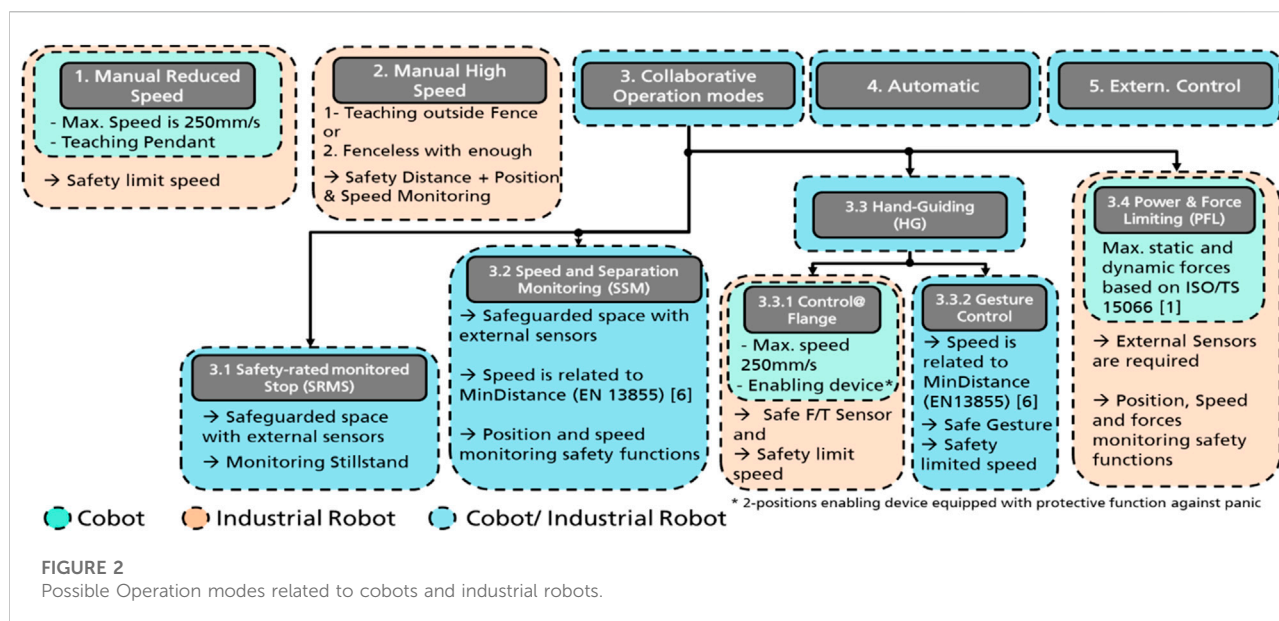 1. Manual Reduced
Speed
- Max. Speed is 250mm/s
- Teaching Pendant
→ Safety limit speed
2. Manual High
Speed
1- Teaching outside Fence
or
2. Fenceless with enough
→ Safety Distance + Position
& Speed Monitoring
3. Collaborative
Operation modes
4. Automatic
5. Extern. Control
3.1 Safety-rated monitored
Stop (SRMS)
→ Safeguarded space
with external sensors
→ Monitoring Stillstand
3.2 Speed and Separation
Monitoring (SSM)
→ Safeguarded space with
external sensors
→ Speed is related to
MinDistance (EN 13855) [6]
→ Position and speed
monitoring safety functions
3.3 Hand-Guiding
(HG)
3.3.1 Control@
Flange
- Max. speed
250mm/s
- Enabling device*
→ Safe F/T Sensor
and
→ Safety limit
speed
3.3.2 Gesture
Control
→ Speed is
related to
MinDistance
(EN13855) [6]
→ Safe Gesture
→ Safety
limited speed
3.4 Power & Force
Limiting (PFL)
Max. static and
dynamic forces
based on ISO/TS
15066 [1]
→ External Sensors
are required
→ Position, Speed
and forces
monitoring safety
functions
* 2-positions enabling device equipped with protective function against panic
Cobot
Industrial Robot
Cobot/ Industrial Robot
FIGURE 2
Possible Operation modes related to cobots and industrial robots.